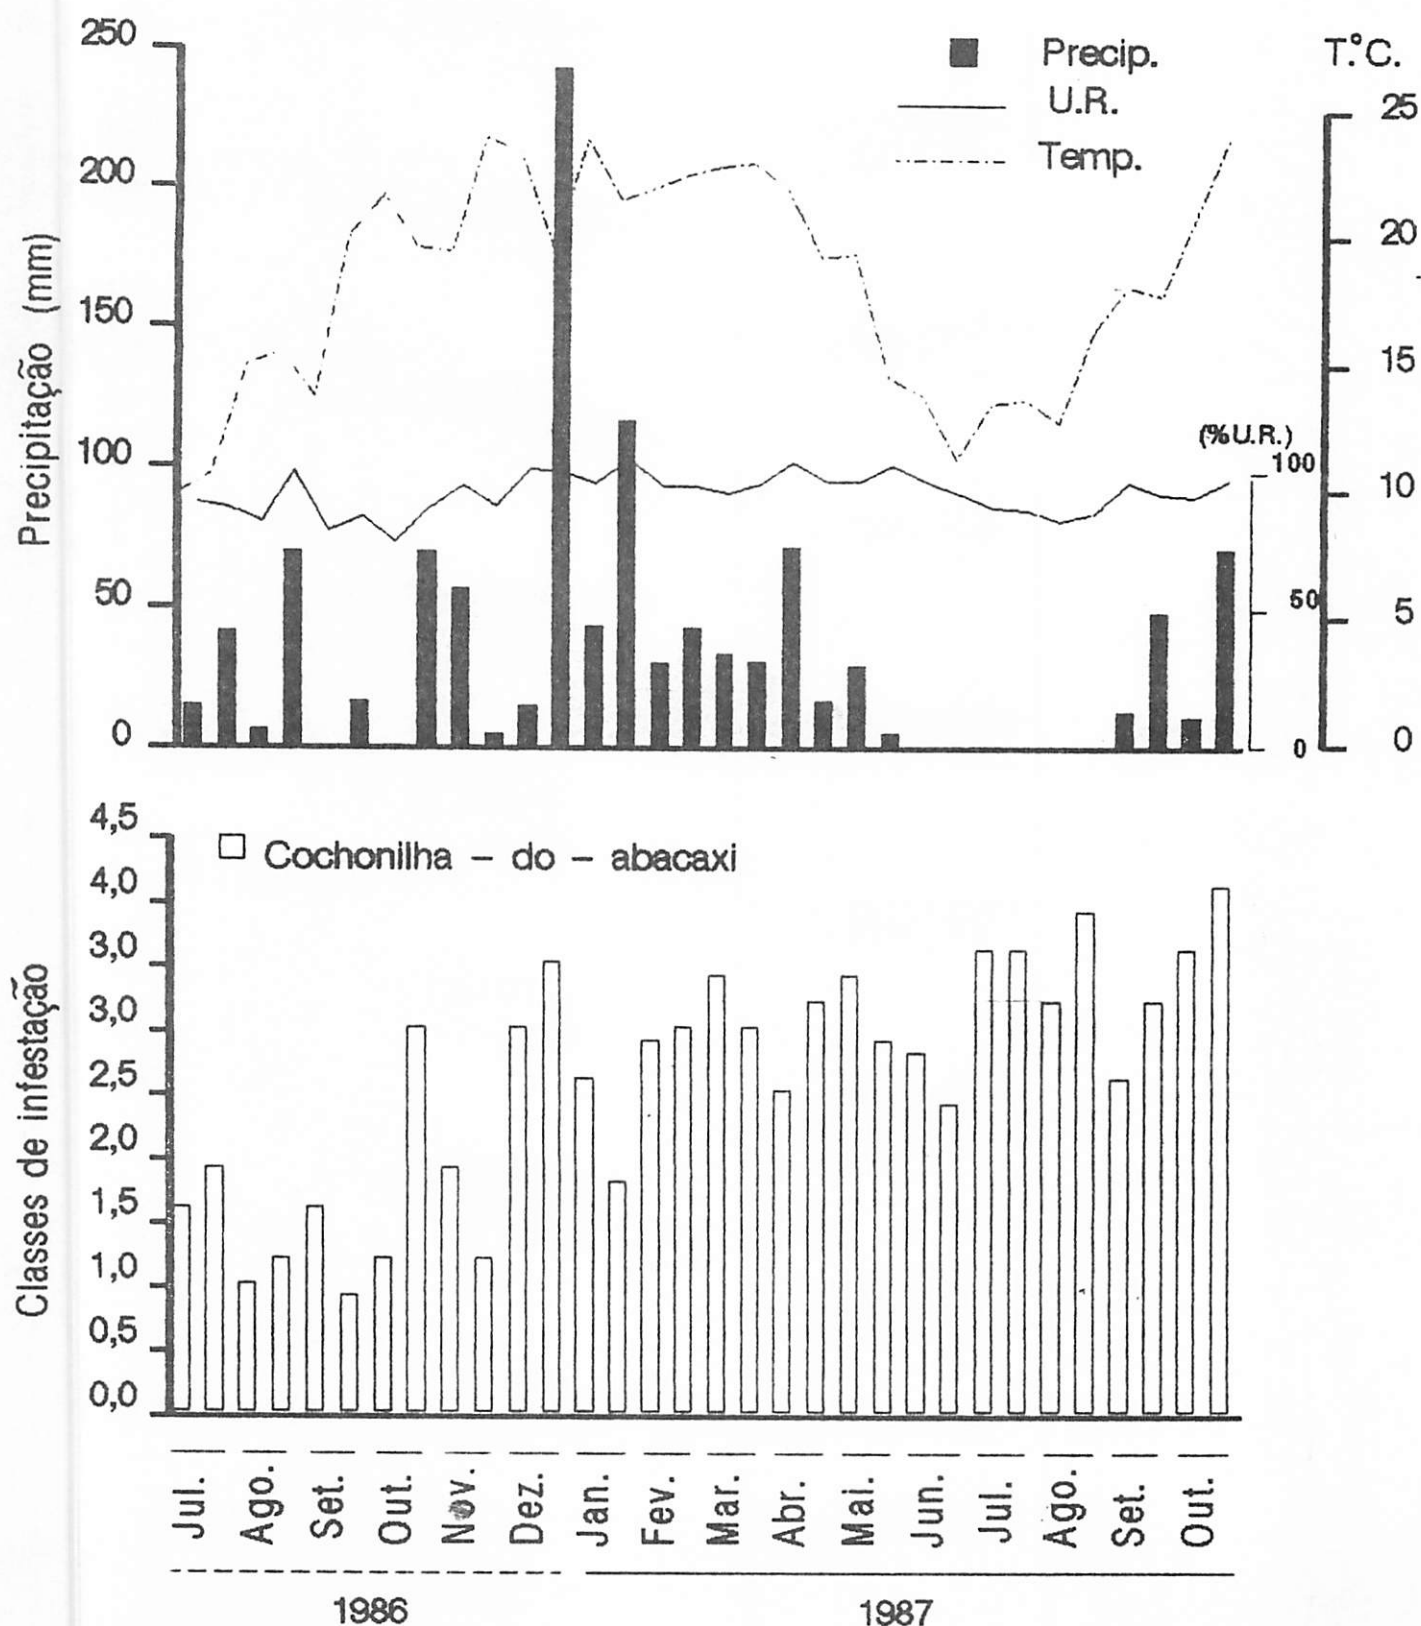 250
200
150
100
50
0
Precipitação (mm)
Precip.
U.R.
Temp.
T.°C.
25
20
15
10
5
0
(%U.R.)
100
50
0
4,5
4,0
3,0
3,0
2,5
2,0
1,5
1,0
0,5
0,0
Classes de infestação
Cochonilha - do - abacaxi
Jul. Ago. Set. Out. Nov. Dez. Jan. Fev. Mar. Abr. Mai. Jun. Jul. Ago. Set. Out.
1986 1987